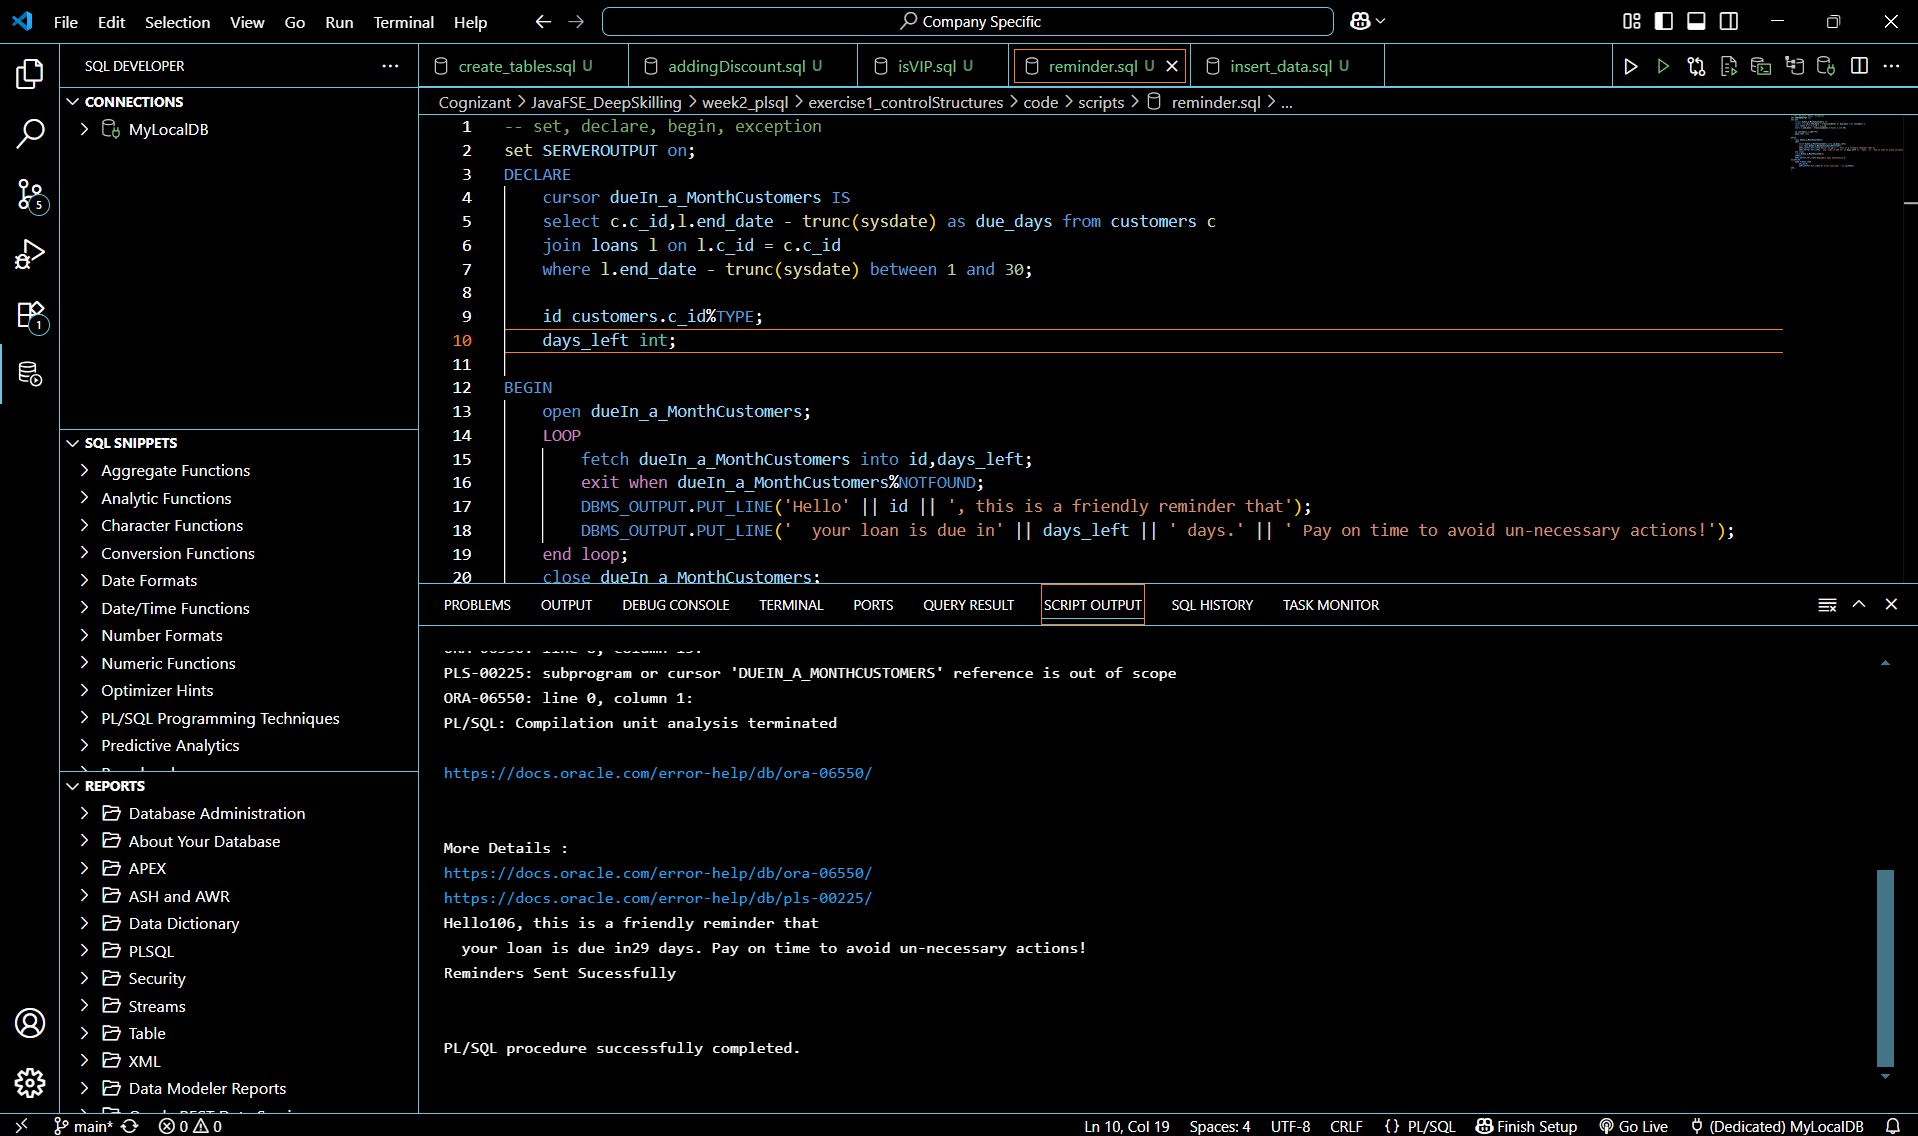 File Edit Selection View Go Run Terminal Help
Company Specific
SQL DEVELOPER
CONNECTIONS
MyLocalDB
SQL SNIPPETS
Aggregate Functions
Analytic Functions
Character Functions
Conversion Functions
Date Formats
Date/Time Functions
Number Formats
Numeric Functions
Optimizer Hints
PL/SQL Programming Techniques
Predictive Analytics
REPORTS
Database Administration
About Your Database
APEX
ASH and AWR
Data Dictionary
PLSQL
Security
Streams
Table
XML
Data Modeler Reports
5
1
create_tables.sql U
addingDiscount.sql U
isVIP.sql U
reminder.sql U
insert_data.sql U
Cognizant > JavaFSE_DeepSkilling > week2_plsql > exercise1_controlStructures > code > scripts > reminder.sql > ...
1 -- set, declare, begin, exception
2 set SERVEROUTPUT on;
3 DECLARE
4 cursor dueIn_a_MonthCustomers IS
5 select c.c_id,l.end_date - trunc(sysdate) as due_days from customers c
6 join loans l on l.c_id = c.c_id
7 where l.end_date - trunc(sysdate) between 1 and 30;
8
9 id customers.c_id%TYPE;
10 days_left int;
11
12 BEGIN
13 open dueIn_a_MonthCustomers;
14 LOOP
15 fetch dueIn_a_MonthCustomers into id,days_left;
16 exit when dueIn_a_MonthCustomers%NOTFOUND;
17 DBMS_OUTPUT.PUT_LINE('Hello' || id || ', this is a friendly reminder that');
18 DBMS_OUTPUT.PUT_LINE('  your loan is due in' || days_left || ' days.' || ' Pay on time to avoid un-necessary actions!');
19 end loop;
20 close dueIn_a_MonthCustomers;
PROBLEMS OUTPUT DEBUG CONSOLE TERMINAL PORTS QUERY RESULT SCRIPT OUTPUT SQL HISTORY TASK MONITOR
PLS-00225: subprogram or cursor 'DUEIN_A_MONTHCUSTOMERS' reference is out of scope
ORA-06550: line 0, column 1:
PL/SQL: Compilation unit analysis terminated
https://docs.oracle.com/error-help/db/ora-06550/
More Details :
https://docs.oracle.com/error-help/db/ora-06550/
https://docs.oracle.com/error-help/db/pls-00225/
Hello106, this is a friendly reminder that
  your loan is due in29 days. Pay on time to avoid un-necessary actions!
Reminders Sent Sucessfully
PL/SQL procedure successfully completed.
main* 0 0 Ln 10, Col 19 Spaces: 4 UTF-8 CRLF {} PL/SQL Finish Setup Go Live (Dedicated) MyLocalDB